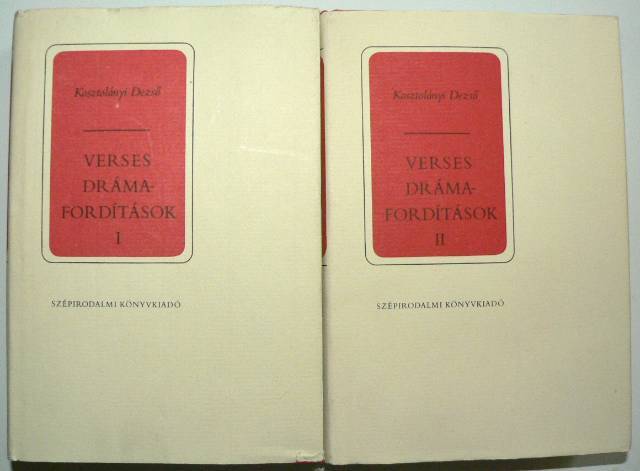 Kosztolányi Dezső
VERSES
DRÁMA-
FORDÍTÁSOK
I
SZÉPIRODALMI KÖNYVKIADÓ
Kosztolányi Dezső
VERSES
DRÁMA-
FORDÍTÁSOK
II
SZÉPIRODALMI KÖNYVKIADÓ